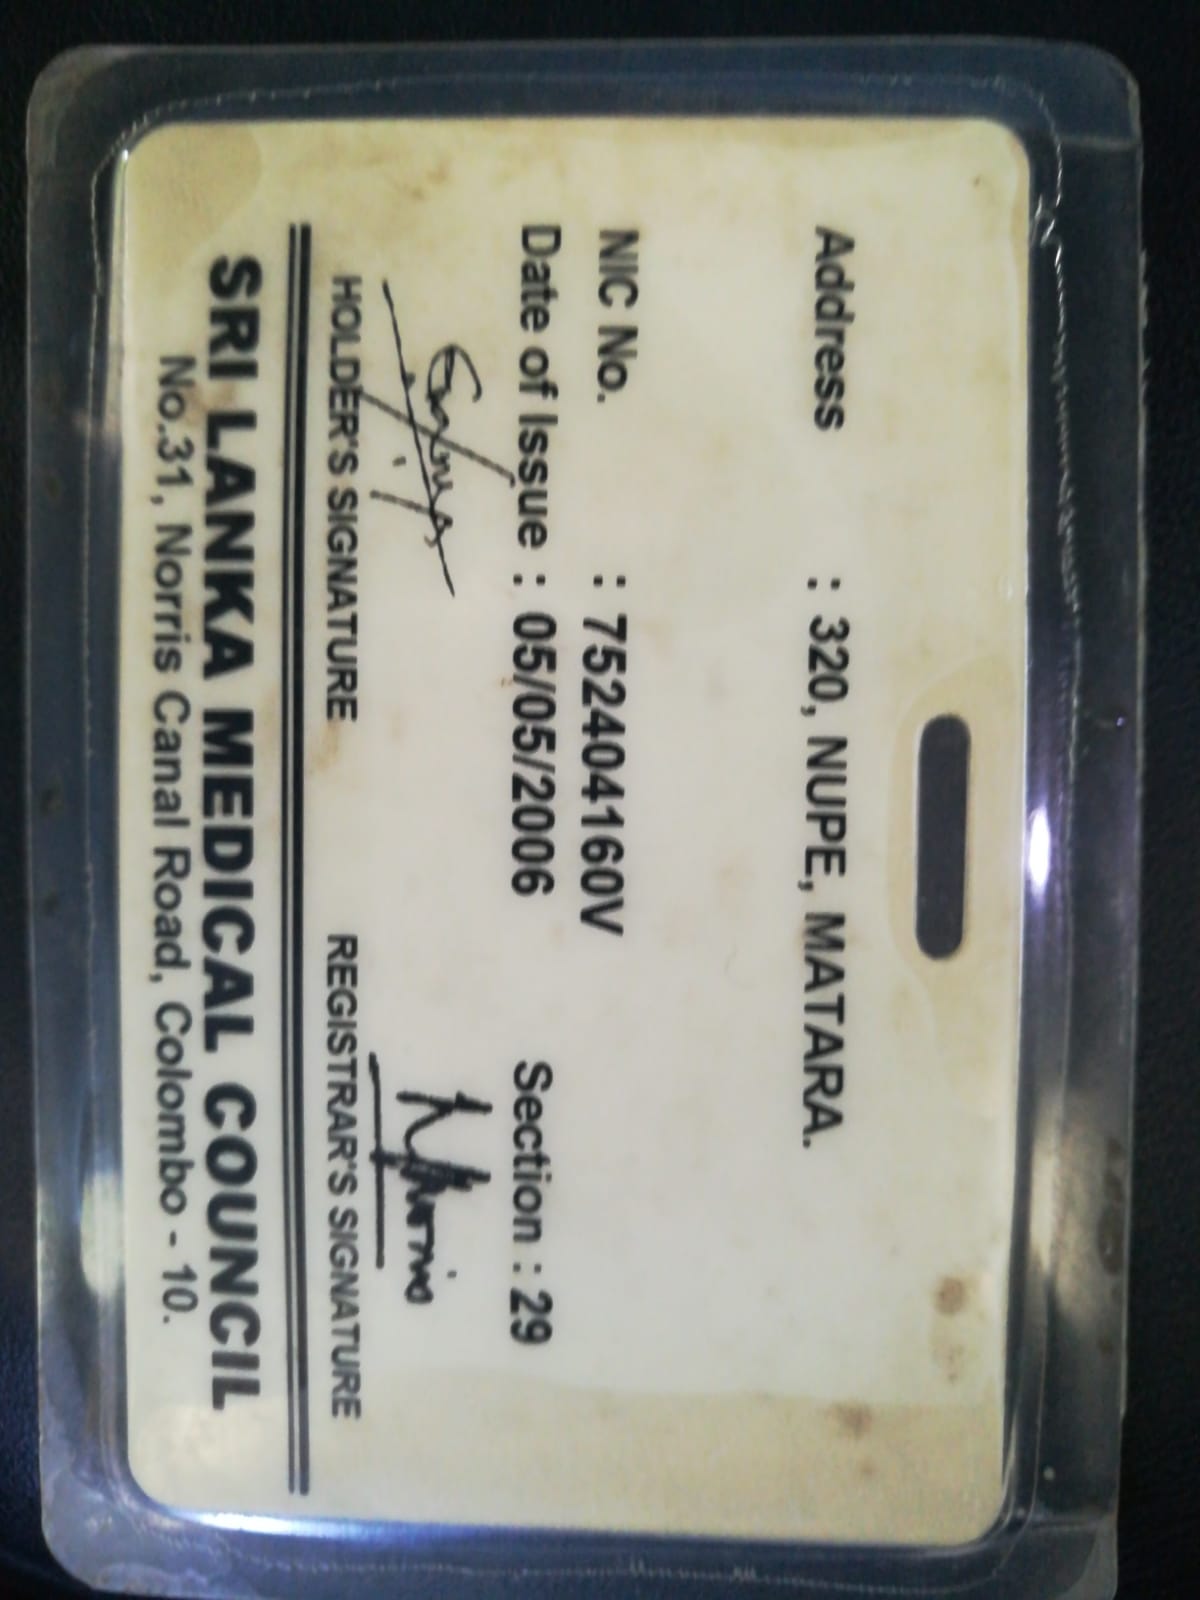 Address : 320, NUPE, MATARA.
NIC No. : 752404160V
Date of Issue : 05/05/2006 Section : 29
HOLDER'S SIGNATURE REGISTRAR'S SIGNATURE
SRI LANKA MEDICAL COUNCIL
No.31, Norris Canal Road, Colombo - 10.